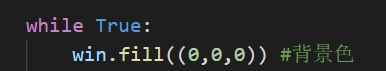 while True:
    win.fill((0,0,0)) #背景色